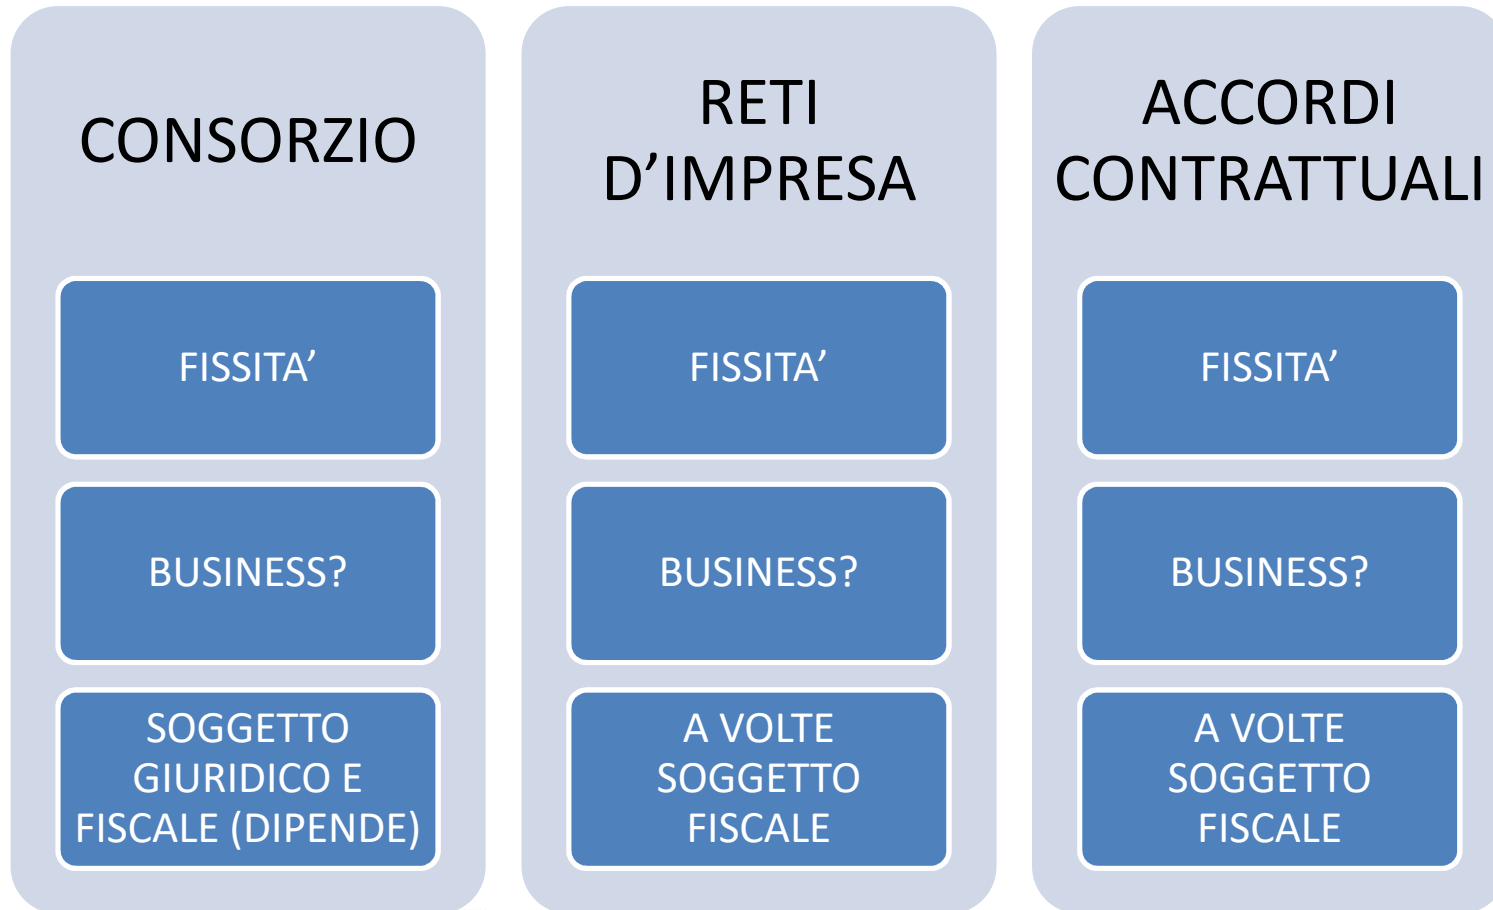 CONSORZIO
FISSITA’
BUSINESS?
SOGGETTO
GIURIDICO E
FISCALE (DIPENDE)
RETI
D’IMPRESA
FISSITA’
BUSINESS?
A VOLTE
SOGGETTO
FISCALE
ACCORDI
CONTRATTUALI
FISSITA’
BUSINESS?
A VOLTE
SOGGETTO
FISCALE